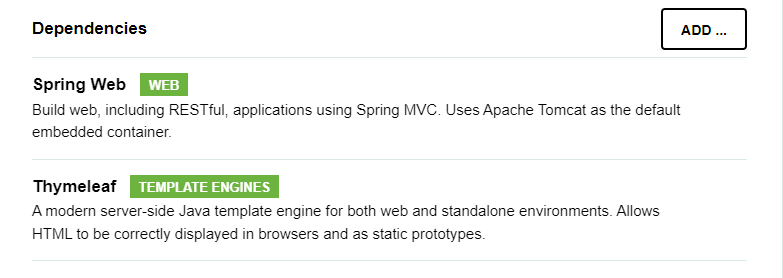 Dependencies
ADD ...
Spring Web WEB
Build web, including RESTful, applications using Spring MVC. Uses Apache Tomcat as the default
embedded container.
Thymeleaf TEMPLATE ENGINES
A modern server-side Java template engine for both web and standalone environments. Allows
HTML to be correctly displayed in browsers and as static prototypes.